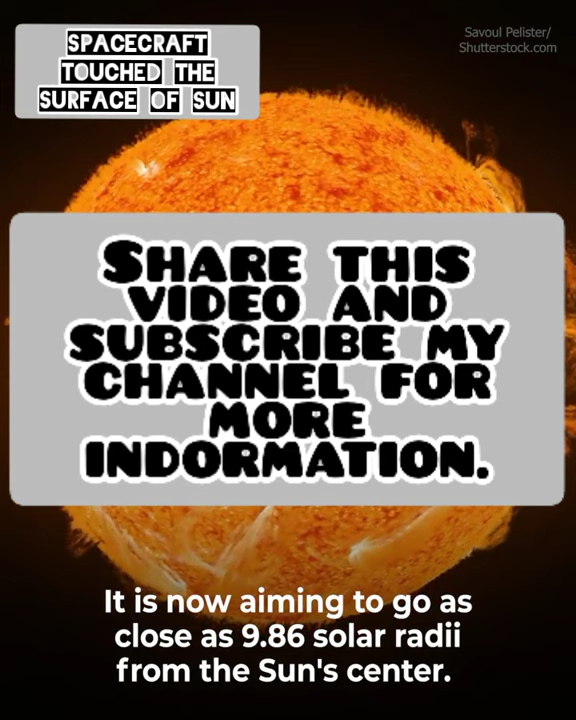 SPACECRAFT
TOUCHED THE
SURFACE OF SUN
Savoul Pelister/
Shutterstock.com
SHARE THIS
VIDEO AND
SUBSCRIBE MY
CHANNEL FOR
MORE
INDORMATION.
It is now aiming to go as
close as 9.86 solar radii
from the Sun's center.